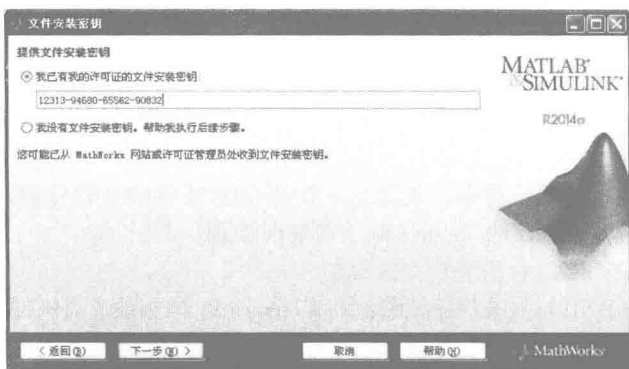 文件安装密钥
提供文件安装密钥
我已有我的许可证的文件安装密钥:
12313-94680-65562-90832
我没有文件安装密钥。帮助我执行后续步骤。
您可能已从 MathWorks 网站或许可证管理员处收到文件安装密钥。
MATLAB®
&SIMULINK®
R2014a
< 返回(B)
下一步(N) >
取消
帮助(H)
MathWorks®